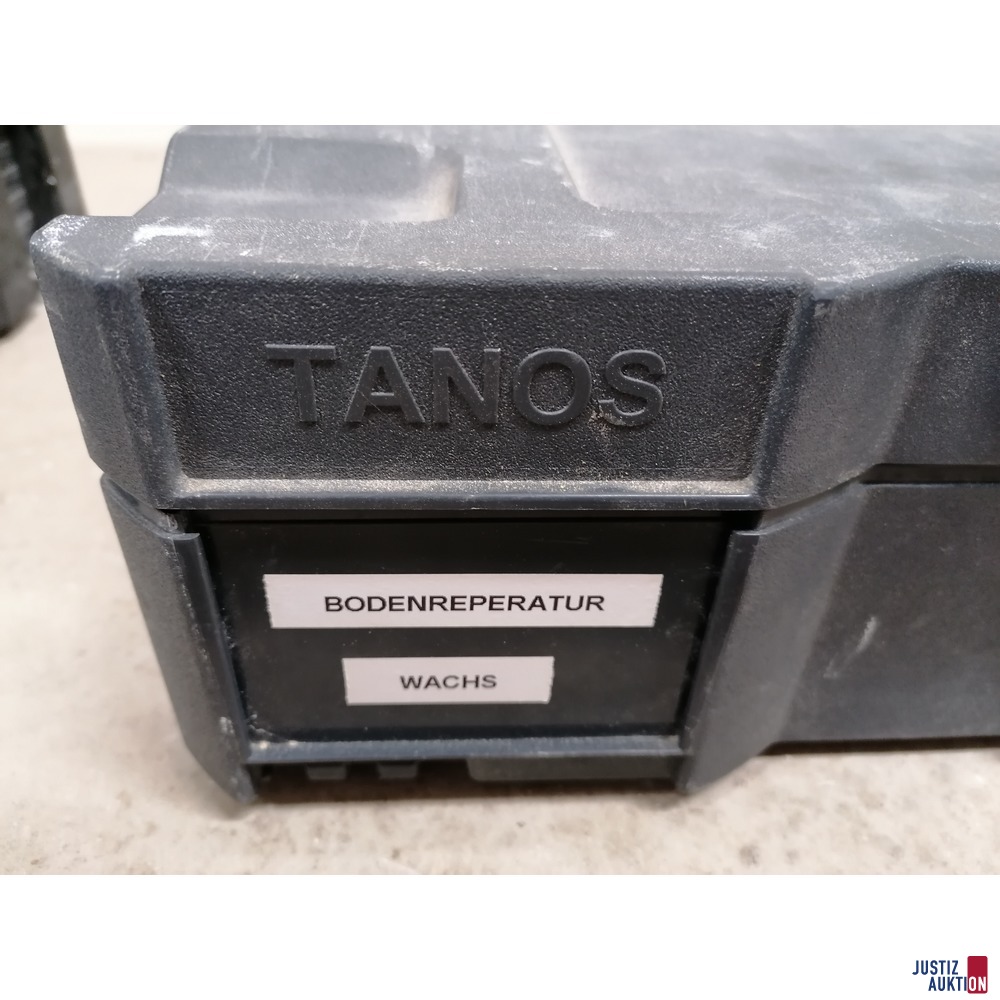 TANOS
BODENREPERATUR
WACHS
JUSTIZ
AUKTION